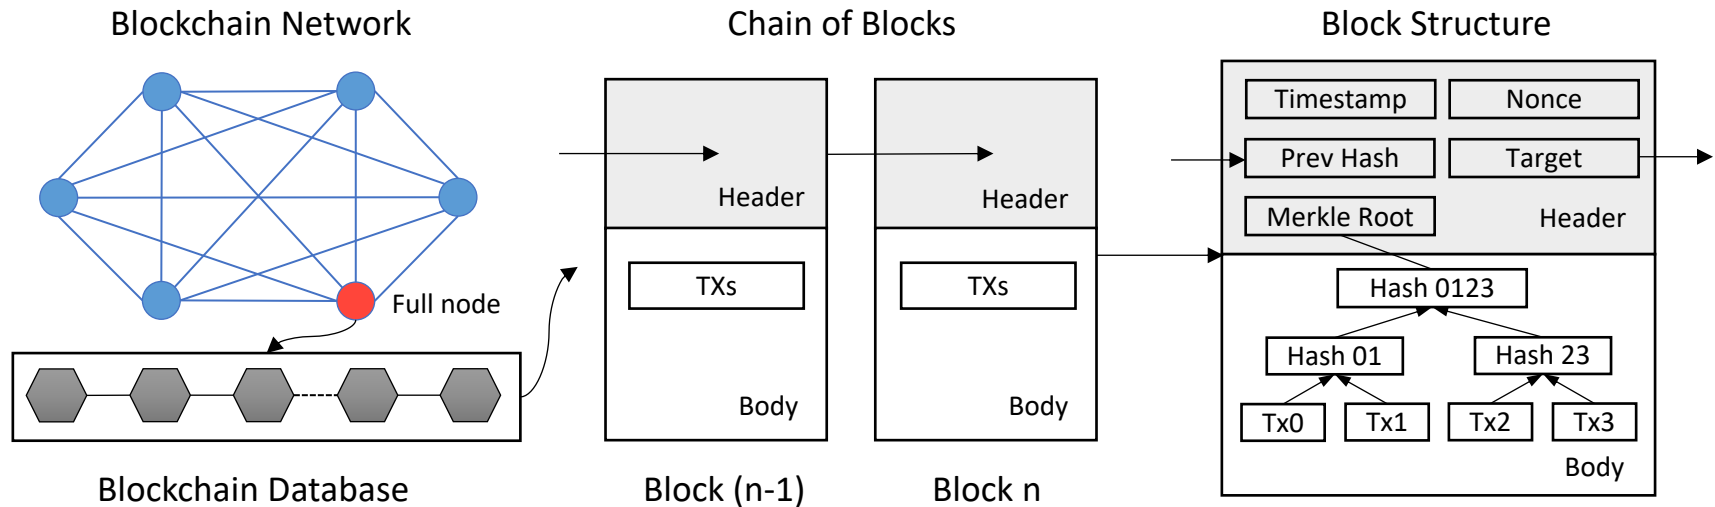 Blockchain Network
Full node
Blockchain Database
Chain of Blocks
Header
TXs
Body
Block (n-1)
Header
TXs
Body
Block n
Block Structure
Timestamp
Nonce
Prev Hash
Target
Merkle Root
Header
Hash 0123
Hash 01
Hash 23
Tx0
Tx1
Tx2
Tx3
Body